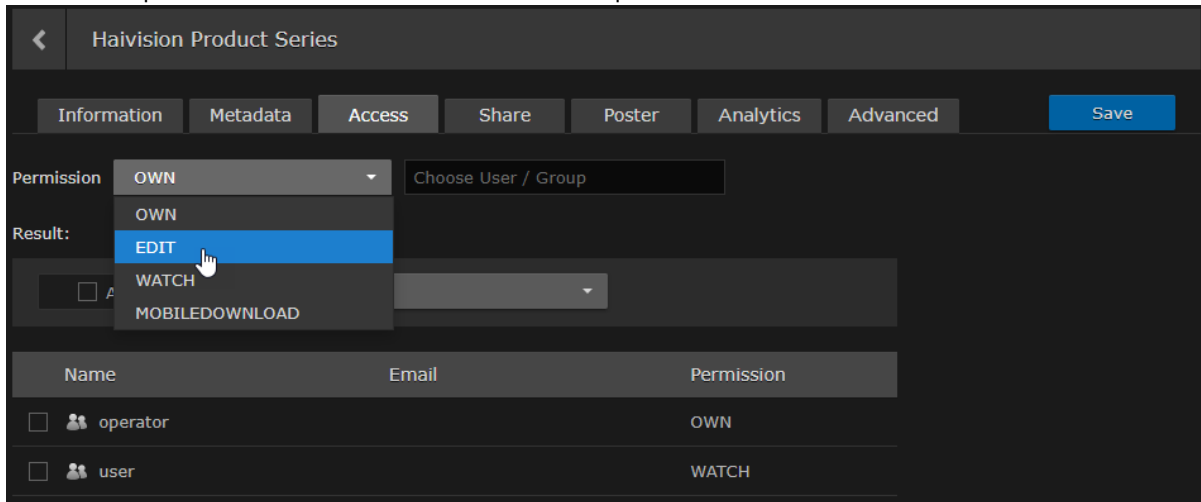 Haivision Product Series
Information Metadata Access Share Poster Analytics Advanced Save
Permission OWN Choose User / Group
OWN
Result:
EDIT
WATCH
MOBILEDOWNLOAD
Name Email Permission
operator OWN
user WATCH